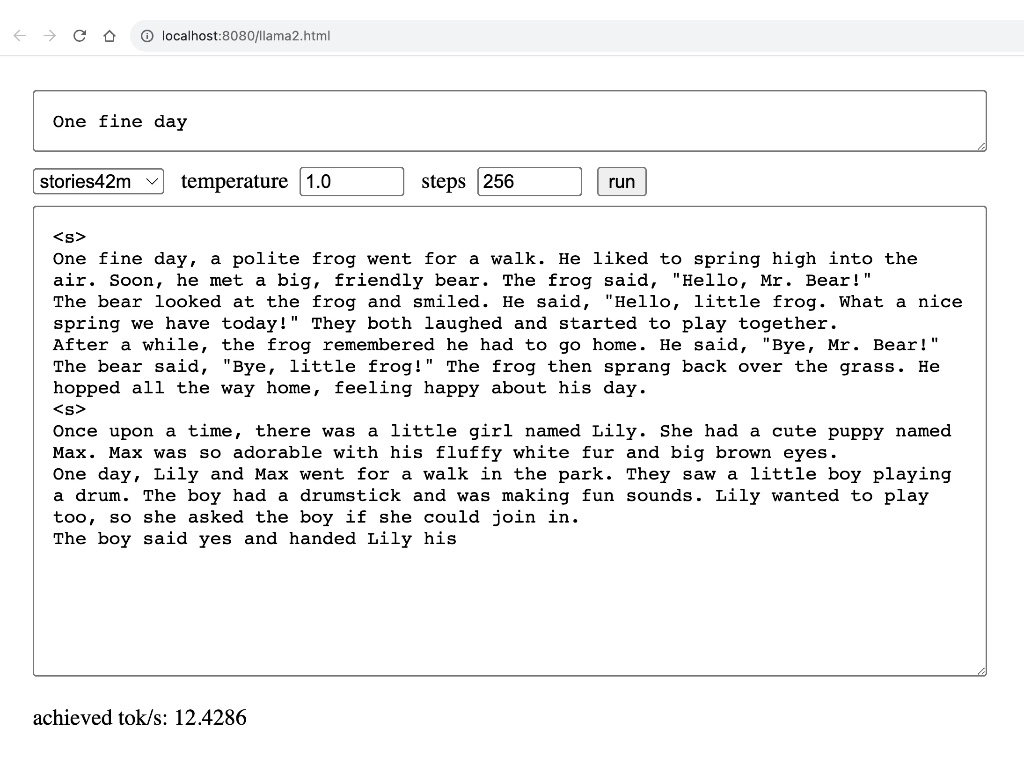 localhost:8080/llama2.html
One fine day
stories42m temperature 1.0 steps 256 run
<s>
One fine day, a polite frog went for a walk. He liked to spring high into the
air. Soon, he met a big, friendly bear. The frog said, "Hello, Mr. Bear!"
The bear looked at the frog and smiled. He said, "Hello, little frog. What a nice
spring we have today!" They both laughed and started to play together.
After a while, the frog remembered he had to go home. He said, "Bye, Mr. Bear!"
The bear said, "Bye, little frog!" The frog then sprang back over the grass. He
hopped all the way home, feeling happy about his day.
<s>
Once upon a time, there was a little girl named Lily. She had a cute puppy named
Max. Max was so adorable with his fluffy white fur and big brown eyes.
One day, Lily and Max went for a walk in the park. They saw a little boy playing
a drum. The boy had a drumstick and was making fun sounds. Lily wanted to play
too, so she asked the boy if she could join in.
The boy said yes and handed Lily his
achieved tok/s: 12.4286